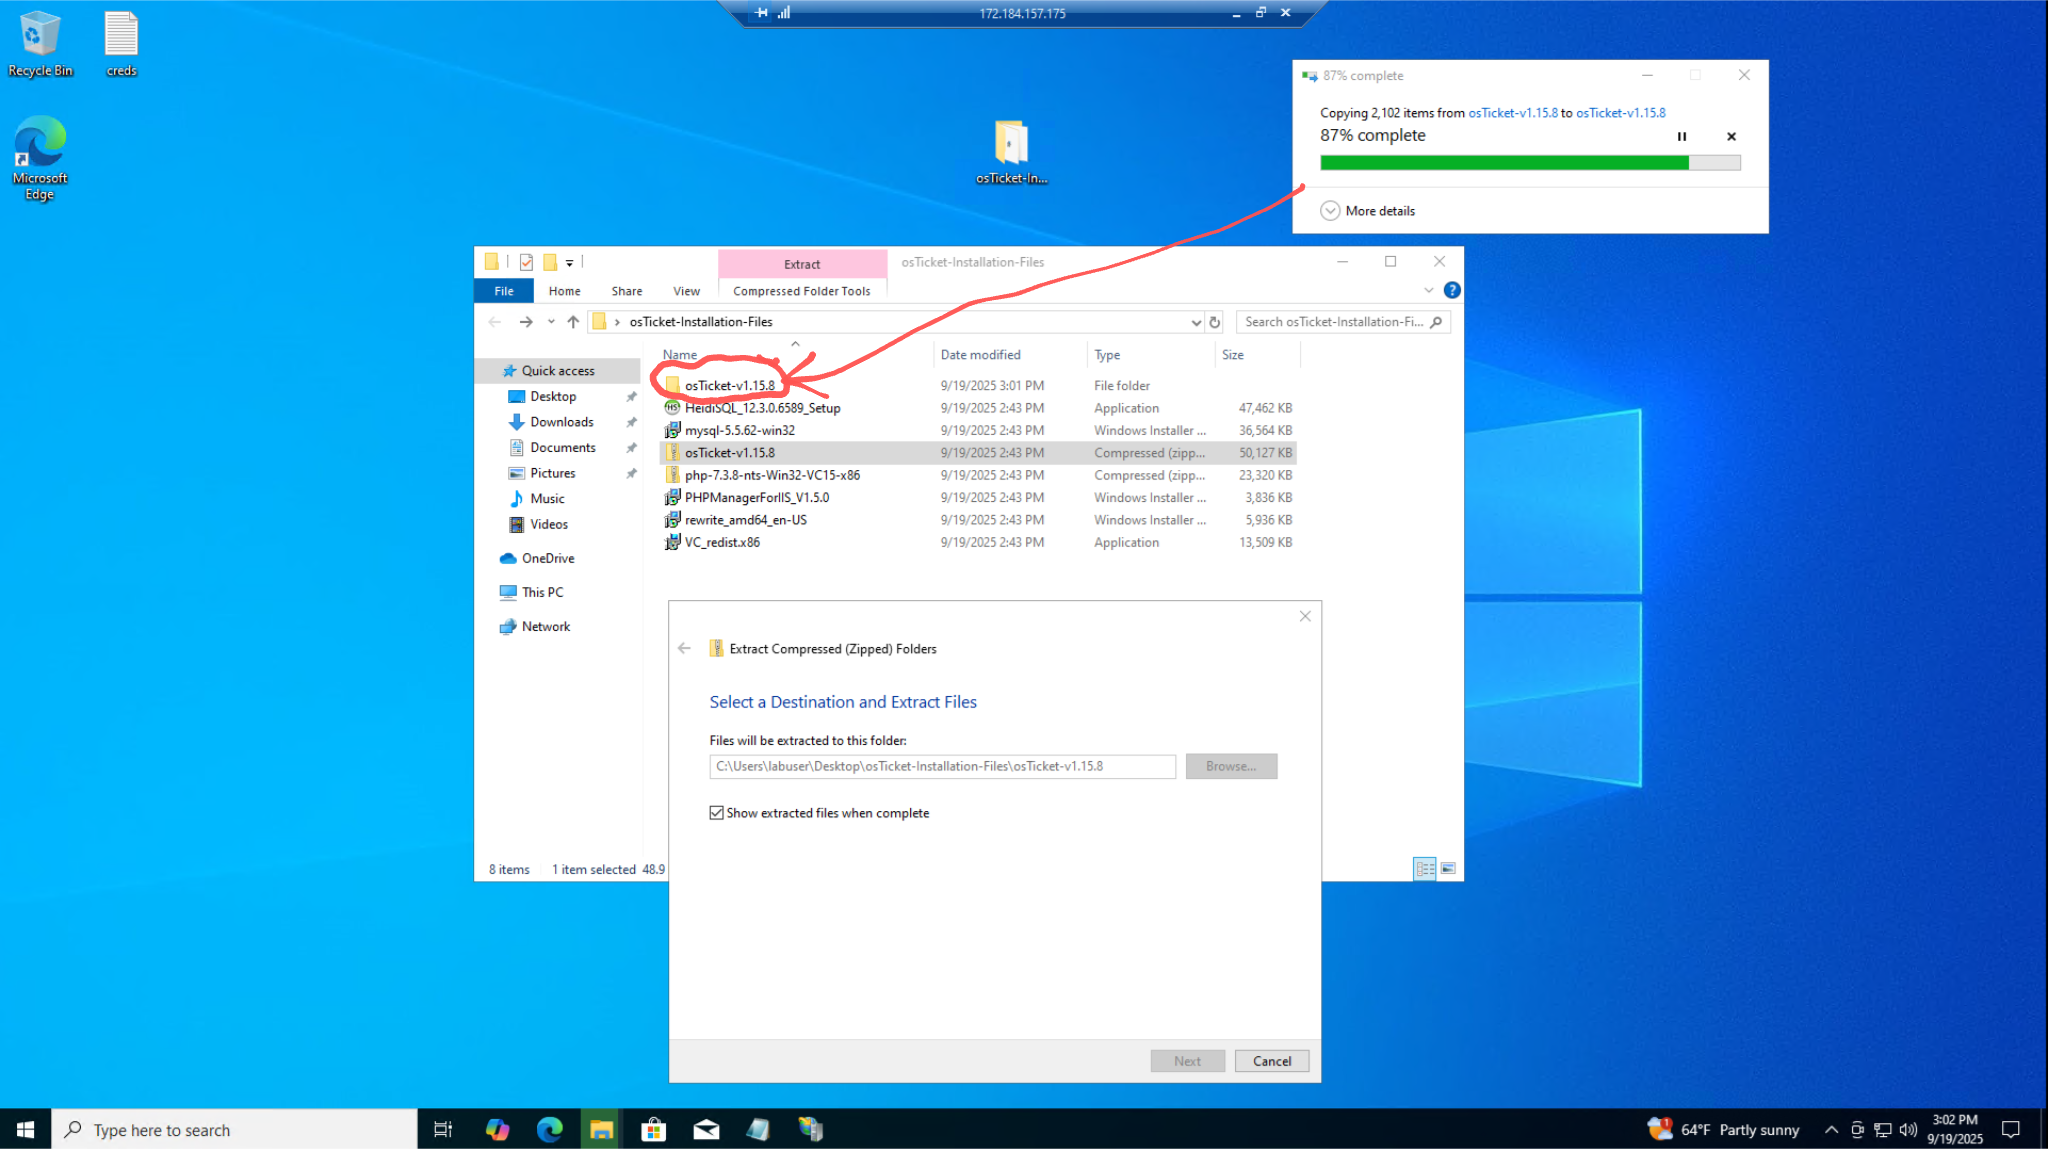 172.184.157.175
Recycle Bin
creds
Microsoft
Edge
osTicket-In...
87% complete
Copying 2,102 items from osTicket-v1.15.8 to osTicket-v1.15.8
87% complete
More details
Extract
osTicket-Installation-Files
File Home Share View Compressed Folder Tools
osTicket-Installation-Files
Search osTicket-Installation-Fi...
Name Date modified Type Size
Quick access
Desktop
Downloads
Documents
Pictures
Music
Videos
OneDrive
This PC
Network
osTicket-v1.15.8 9/19/2025 3:01 PM File folder
HeidiSQL_12.3.0.6589_Setup 9/19/2025 2:43 PM Application 47,462 KB
mysql-5.5.62-win32 9/19/2025 2:43 PM Windows Installer ... 36,564 KB
osTicket-v1.15.8 9/19/2025 2:43 PM Compressed (zipp... 50,127 KB
php-7.3.8-nts-Win32-VC15-x86 9/19/2025 2:43 PM Compressed (zipp... 23,320 KB
PHPManagerForIIS_V1.5.0 9/19/2025 2:43 PM Windows Installer ... 3,836 KB
rewrite_amd64_en-US 9/19/2025 2:43 PM Windows Installer ... 5,936 KB
VC_redist.x86 9/19/2025 2:43 PM Application 13,509 KB
8 items 1 item selected 48.9
Extract Compressed (Zipped) Folders
Select a Destination and Extract Files
Files will be extracted to this folder:
C:\Users\labuser\Desktop\osTicket-Installation-Files\osTicket-v1.15.8
Browse...
Show extracted files when complete
Next Cancel
Type here to search
64°F Partly sunny
3:02 PM
9/19/2025